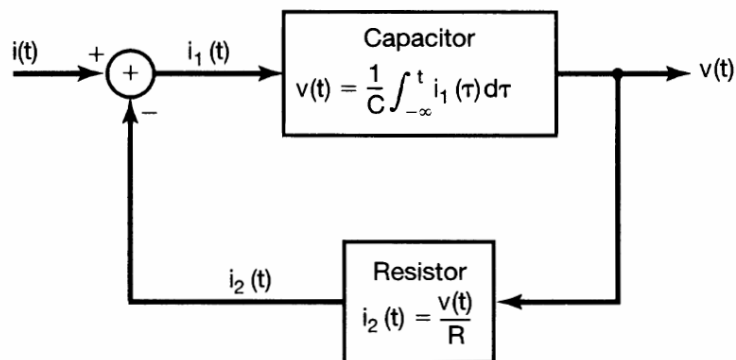 i(t)
+
+
−
i₁ (t)
Capacitor
v(t) = 1/C ∫_{-∞}^{t} i₁ (τ) dτ
v(t)
i₂ (t)
Resistor
i₂ (t) = v(t)/R